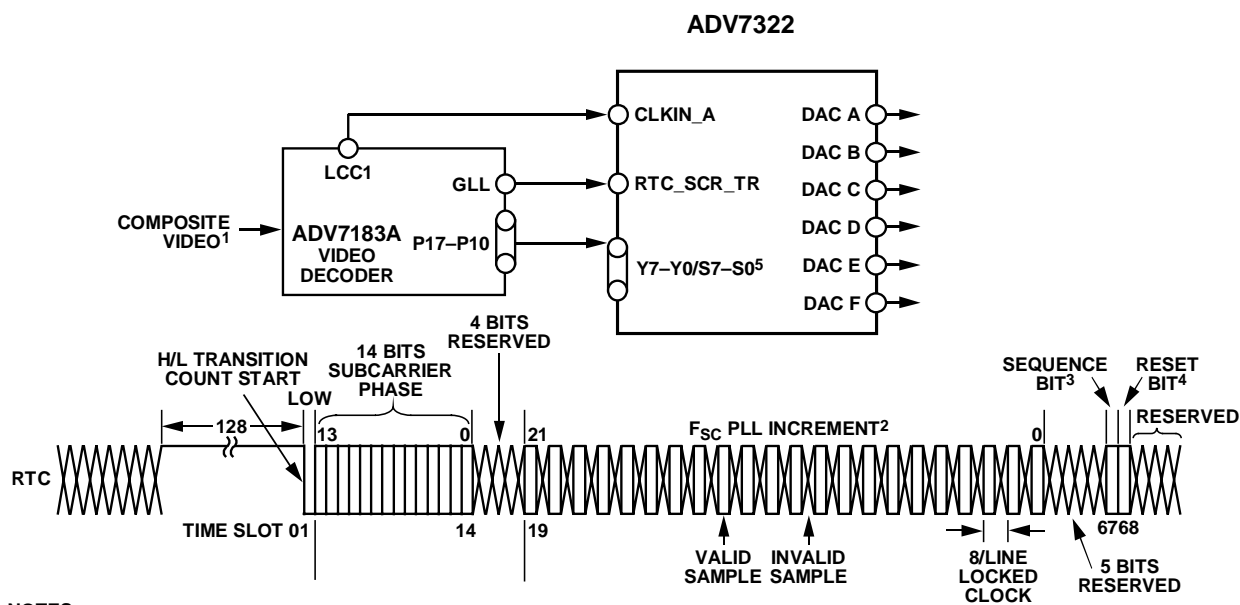 ADV7322
CLKIN_A
DAC A
DAC B
LCC1
GLL
RTC_SCR_TR
DAC C
COMPOSITE
VIDEO1
ADV7183A
VIDEO
DECODER
P17–P10
DAC D
Y7–Y0/S7–S05
DAC E
DAC F
4 BITS
RESERVED
H/L TRANSITION
COUNT START
14 BITS
SUBCARRIER
PHASE
SEQUENCE
BIT3
RESET
BIT4
LOW
RESERVED
128
13
0
21
FSC PLL INCREMENT2
0
RTC
TIME SLOT 01
14
19
VALID
SAMPLE
INVALID
SAMPLE
8/LINE
LOCKED
CLOCK
6768
5 BITS
RESERVED